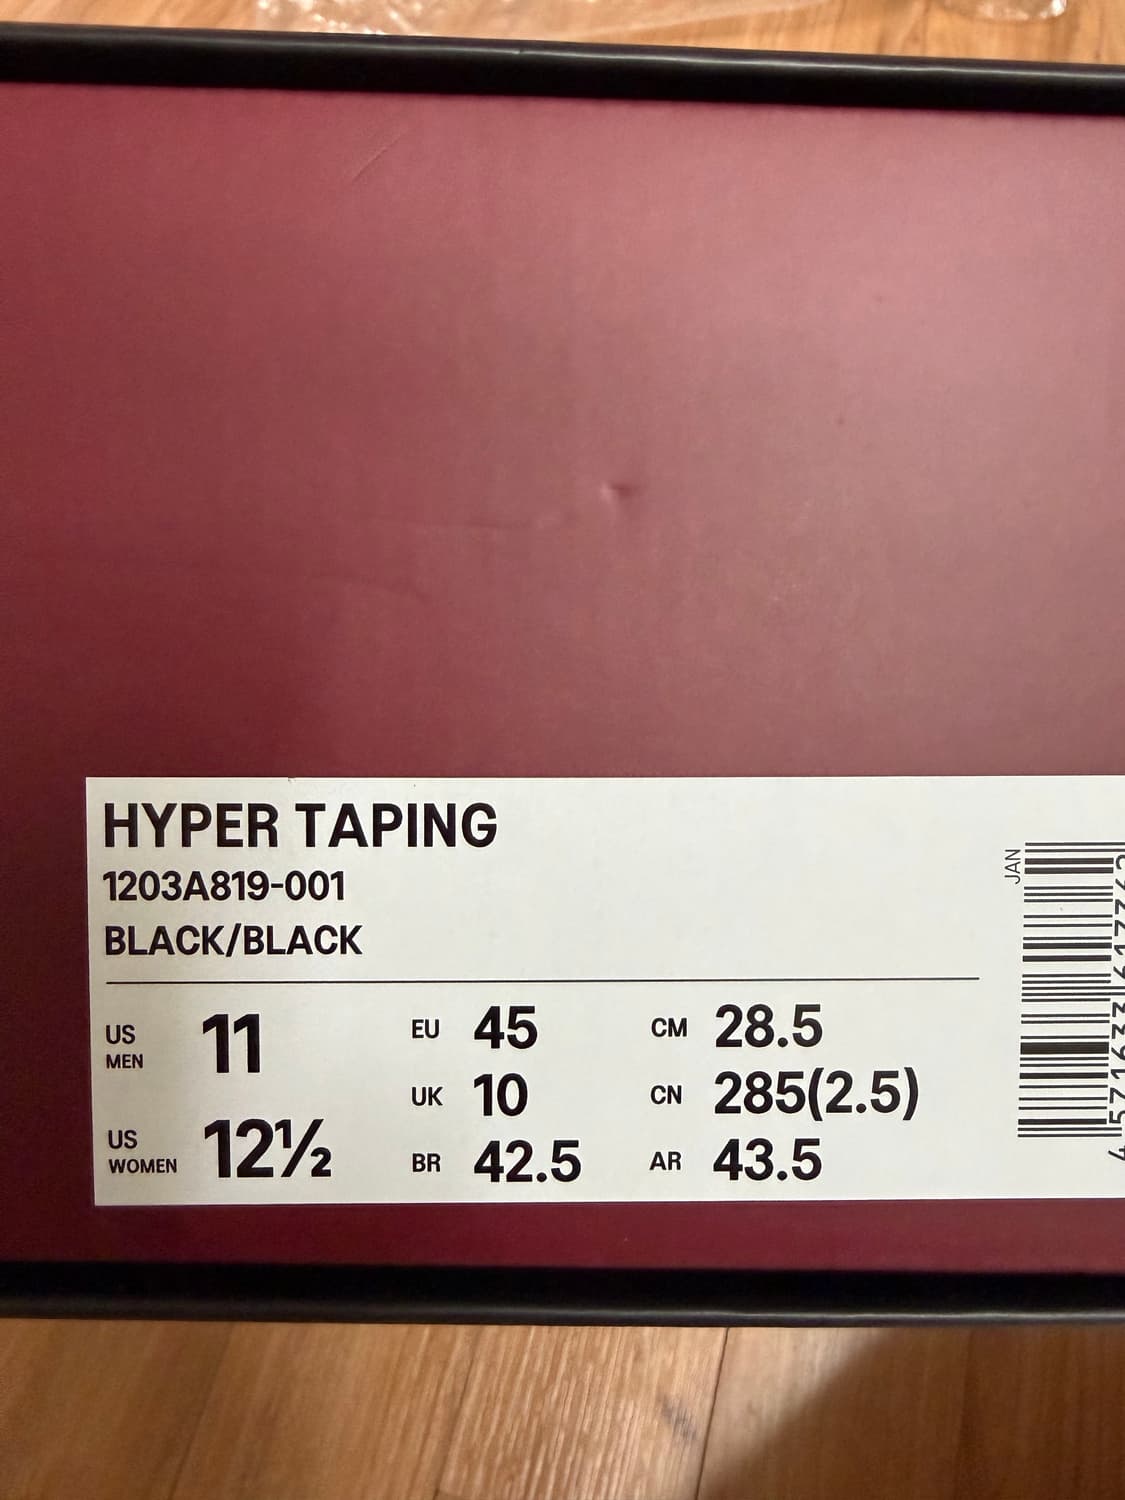 HYPER TAPING
1203A819-001
BLACK/BLACK
US MEN 11
US WOMEN 12½
EU 45
UK 10
BR 42.5
CM 28.5
CN 285(2.5)
AR 43.5
JAN